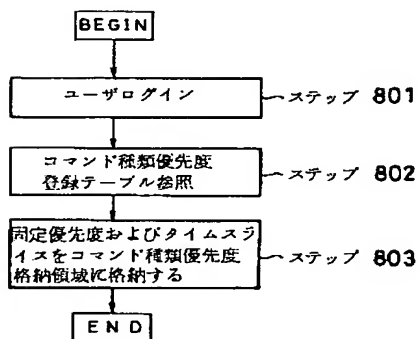 BEGIN
ユーザログイン
ステップ 801
コマンド種類優先度
登録テーブル参照
ステップ 802
固定優先度およびタイムスラ
イスをコマンド種類優先度
格納領域に格納する
ステップ 803
END